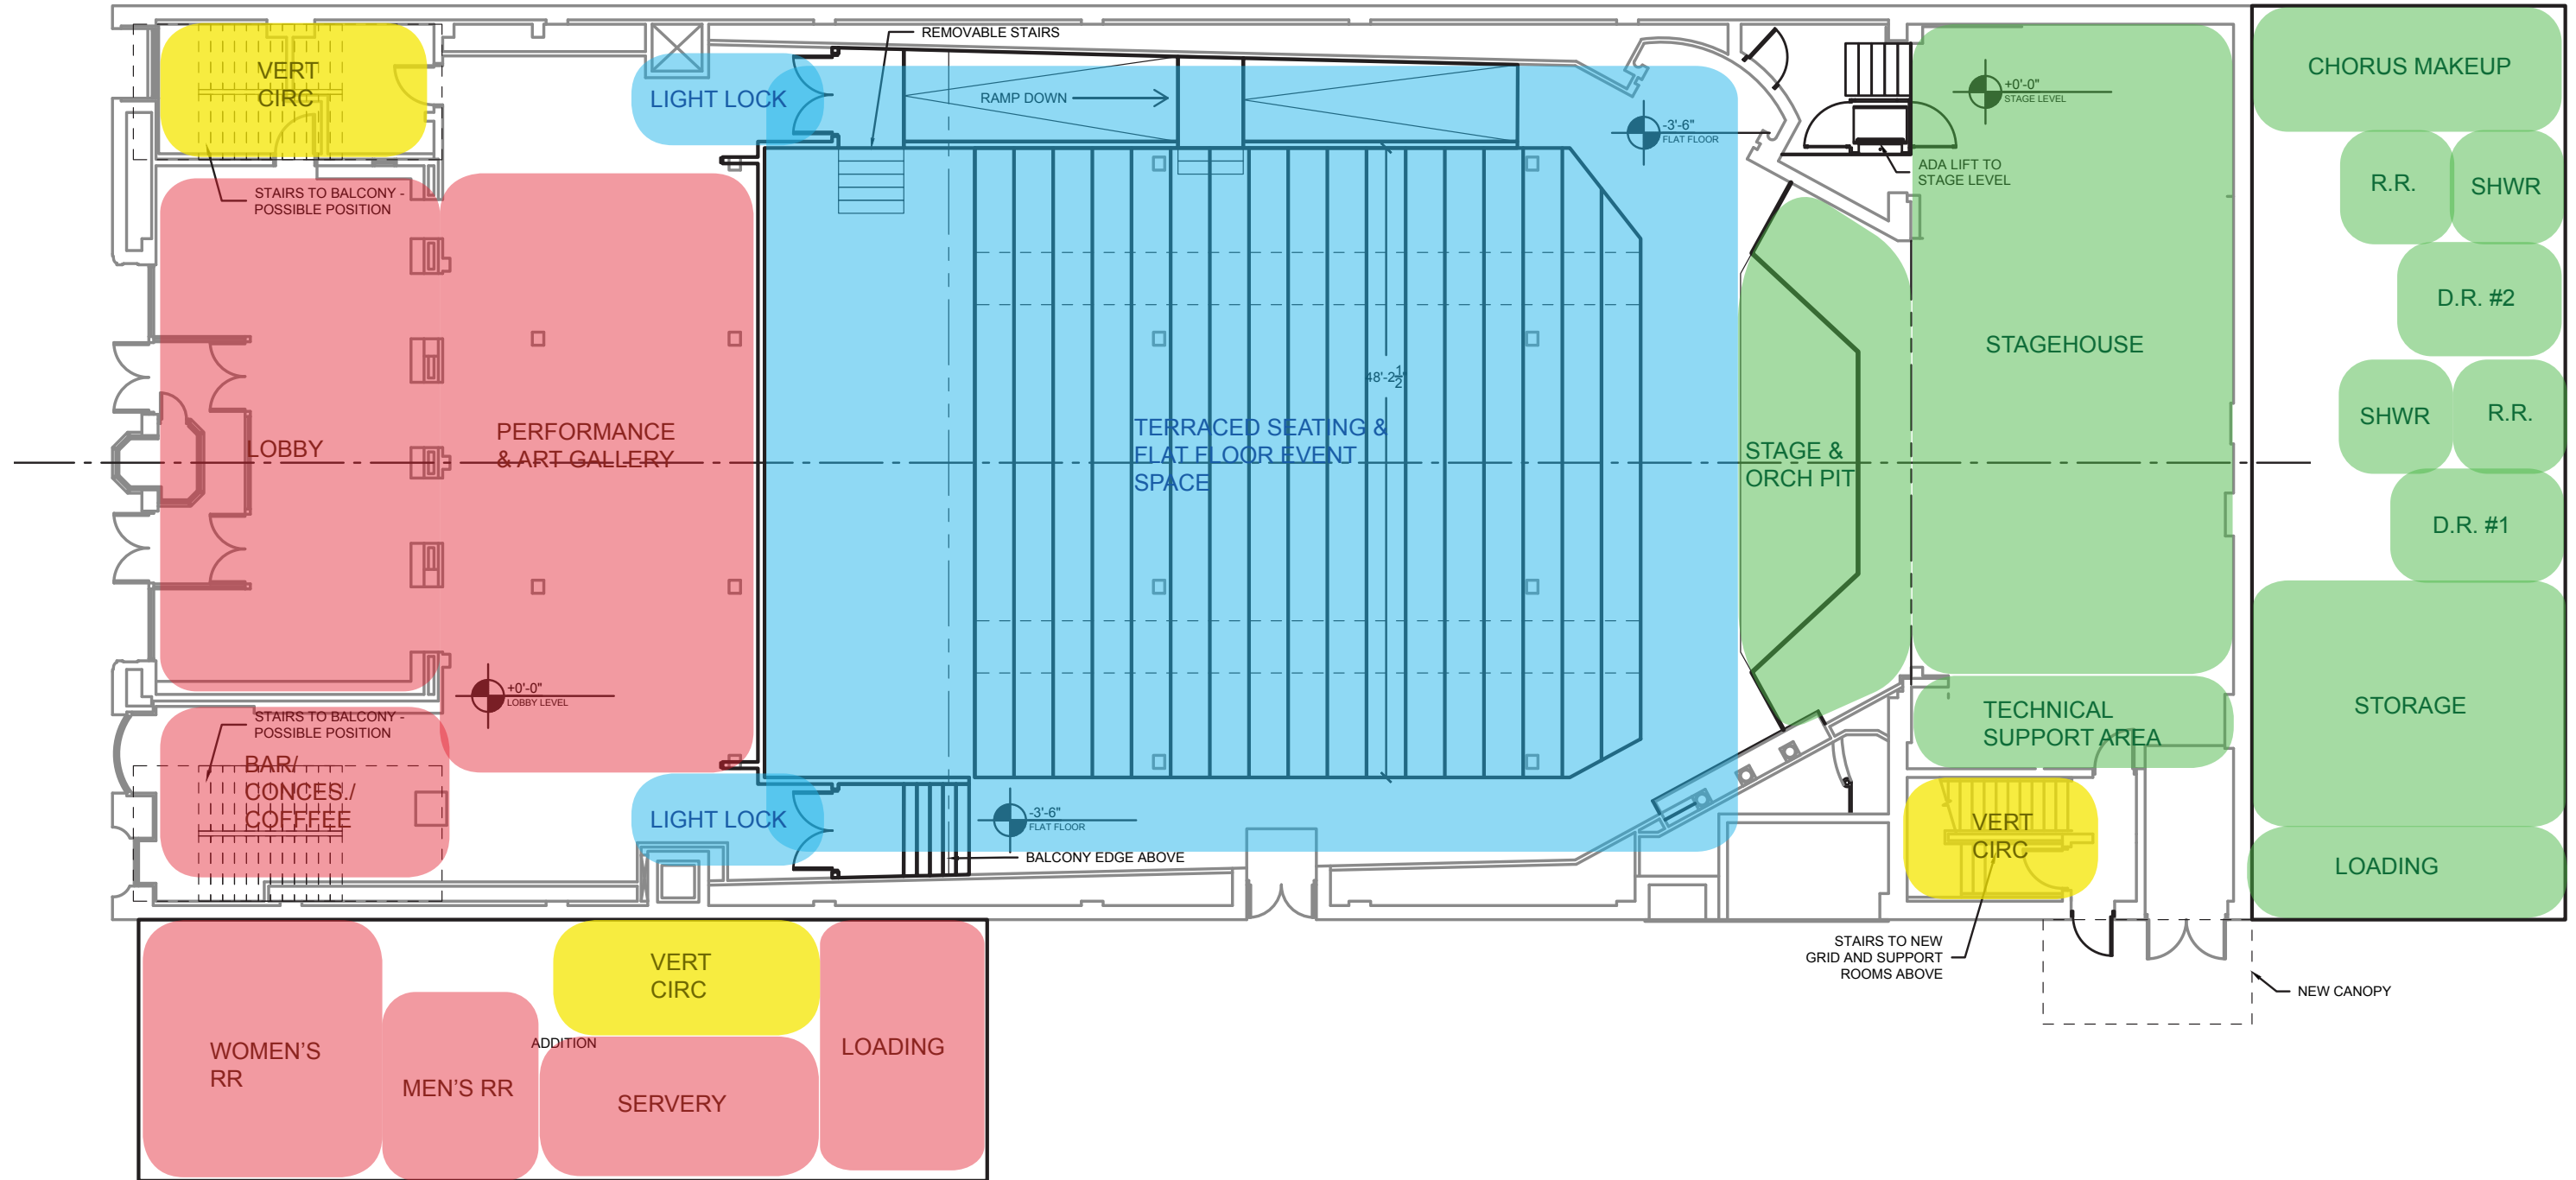 REMOVABLE STAIRS
VERT
CIRC
LIGHT LOCK
RAMP DOWN
-3'-6"
FLAT FLOOR
+0'-0"
STAGE LEVEL
CHORUS MAKEUP
ADA LIFT TO
STAGE LEVEL
R.R.
SHWR
STAIRS TO BALCONY -
POSSIBLE POSITION
D.R. #2
STAGEHOUSE
48'-2 1/2"
SHWR
R.R.
LOBBY
PERFORMANCE
& ART GALLERY
TERRACED SEATING &
FLAT FLOOR EVENT
SPACE
STAGE &
ORCH PIT
D.R. #1
+0'-0"
LOBBY LEVEL
STAIRS TO BALCONY -
POSSIBLE POSITION
BAR/
CONCES./
COFFFEE
TECHNICAL
SUPPORT AREA
STORAGE
LIGHT LOCK
-3'-6"
FLAT FLOOR
BALCONY EDGE ABOVE
VERT
CIRC
LOADING
STAIRS TO NEW
GRID AND SUPPORT
ROOMS ABOVE
NEW CANOPY
VERT
CIRC
WOMEN'S
RR
MEN'S RR
ADDITION
SERVERY
LOADING